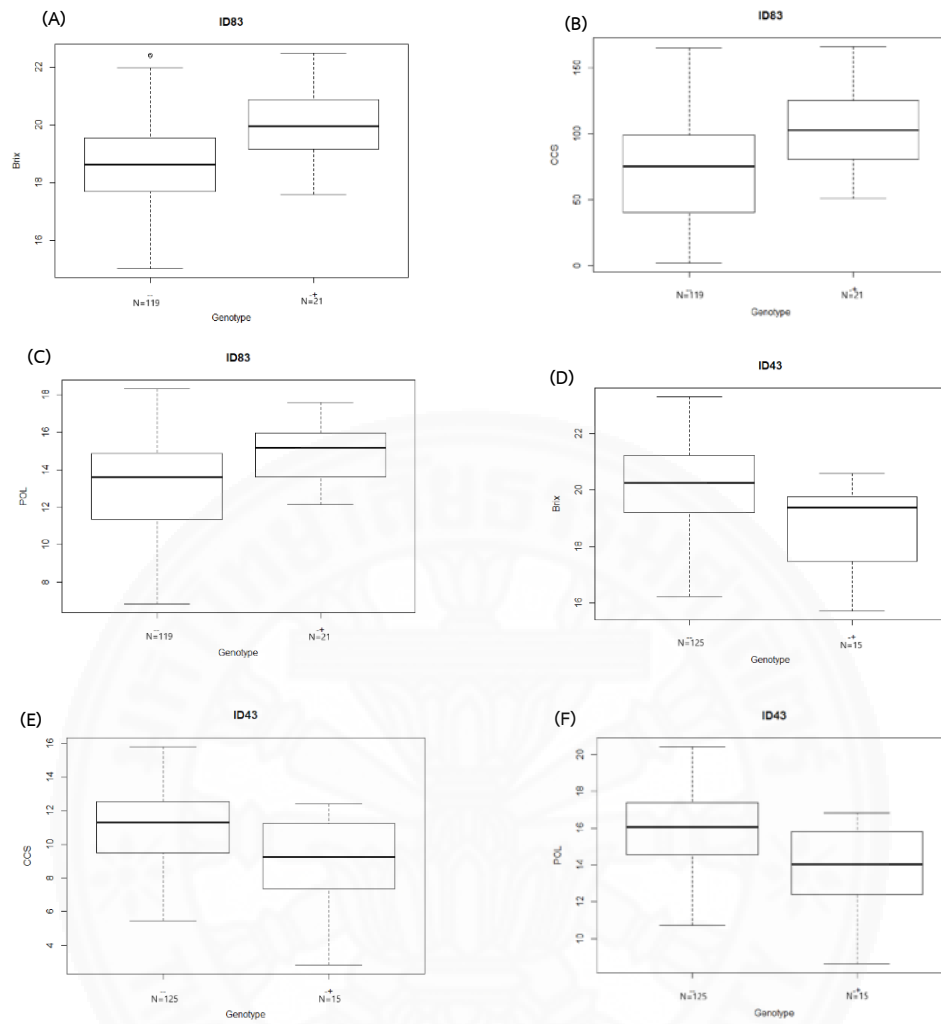 (A)
ID83
Brix
22
20
18
16
--
-+
N=119
N=21
Genotype
(B)
ID83
CCS
150
100
50
0
--
-+
N=119
N=21
Genotype
(C)
ID83
POL
18
16
14
12
10
8
--
-+
N=119
N=21
Genotype
(D)
ID43
Brix
22
20
18
16
--
-+
N=125
N=15
Genotype
(E)
ID43
CCS
16
14
12
10
8
6
4
--
-+
N=125
N=15
Genotype
(F)
ID43
POL
20
18
16
14
12
10
--
-+
N=125
N=15
Genotype